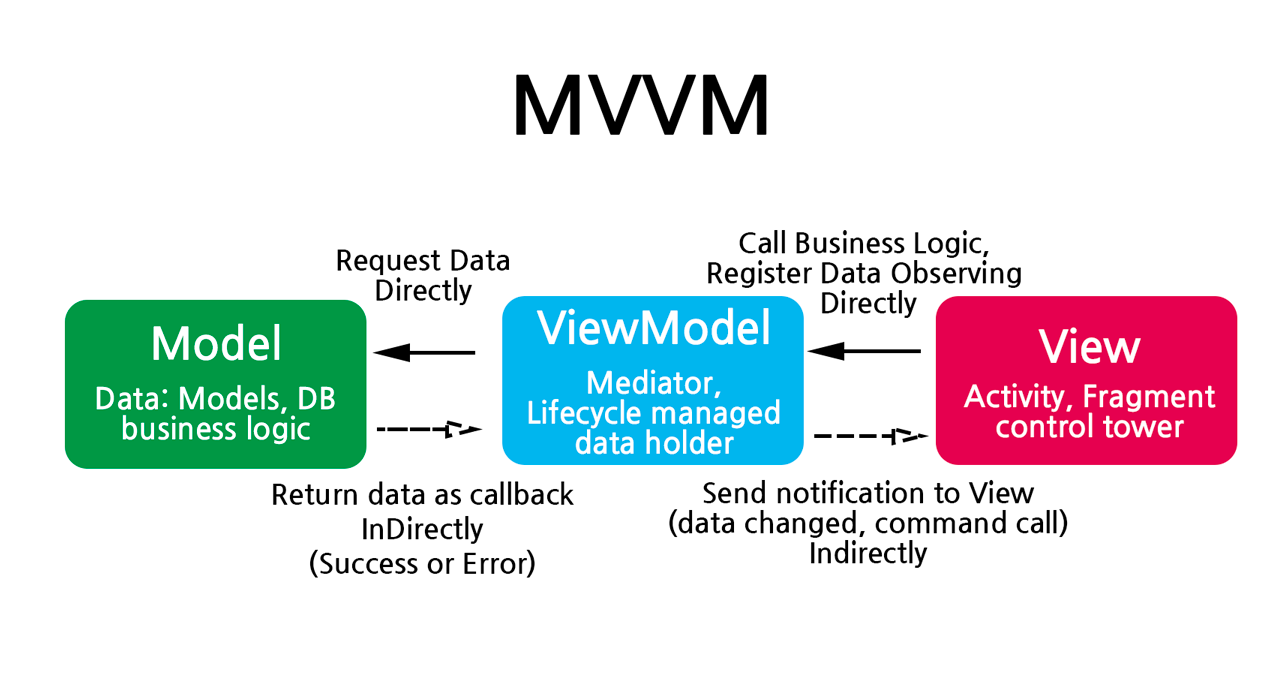 MVVM
Request Data
Directly
Call Business Logic,
Register Data Observing
Directly
Model
Data: Models, DB
business logic
ViewModel
Mediator,
Lifecycle managed
data holder
View
Activity, Fragment
control tower
Return data as callback
InDirectly
(Success or Error)
Send notification to View
(data changed, command call)
Indirectly